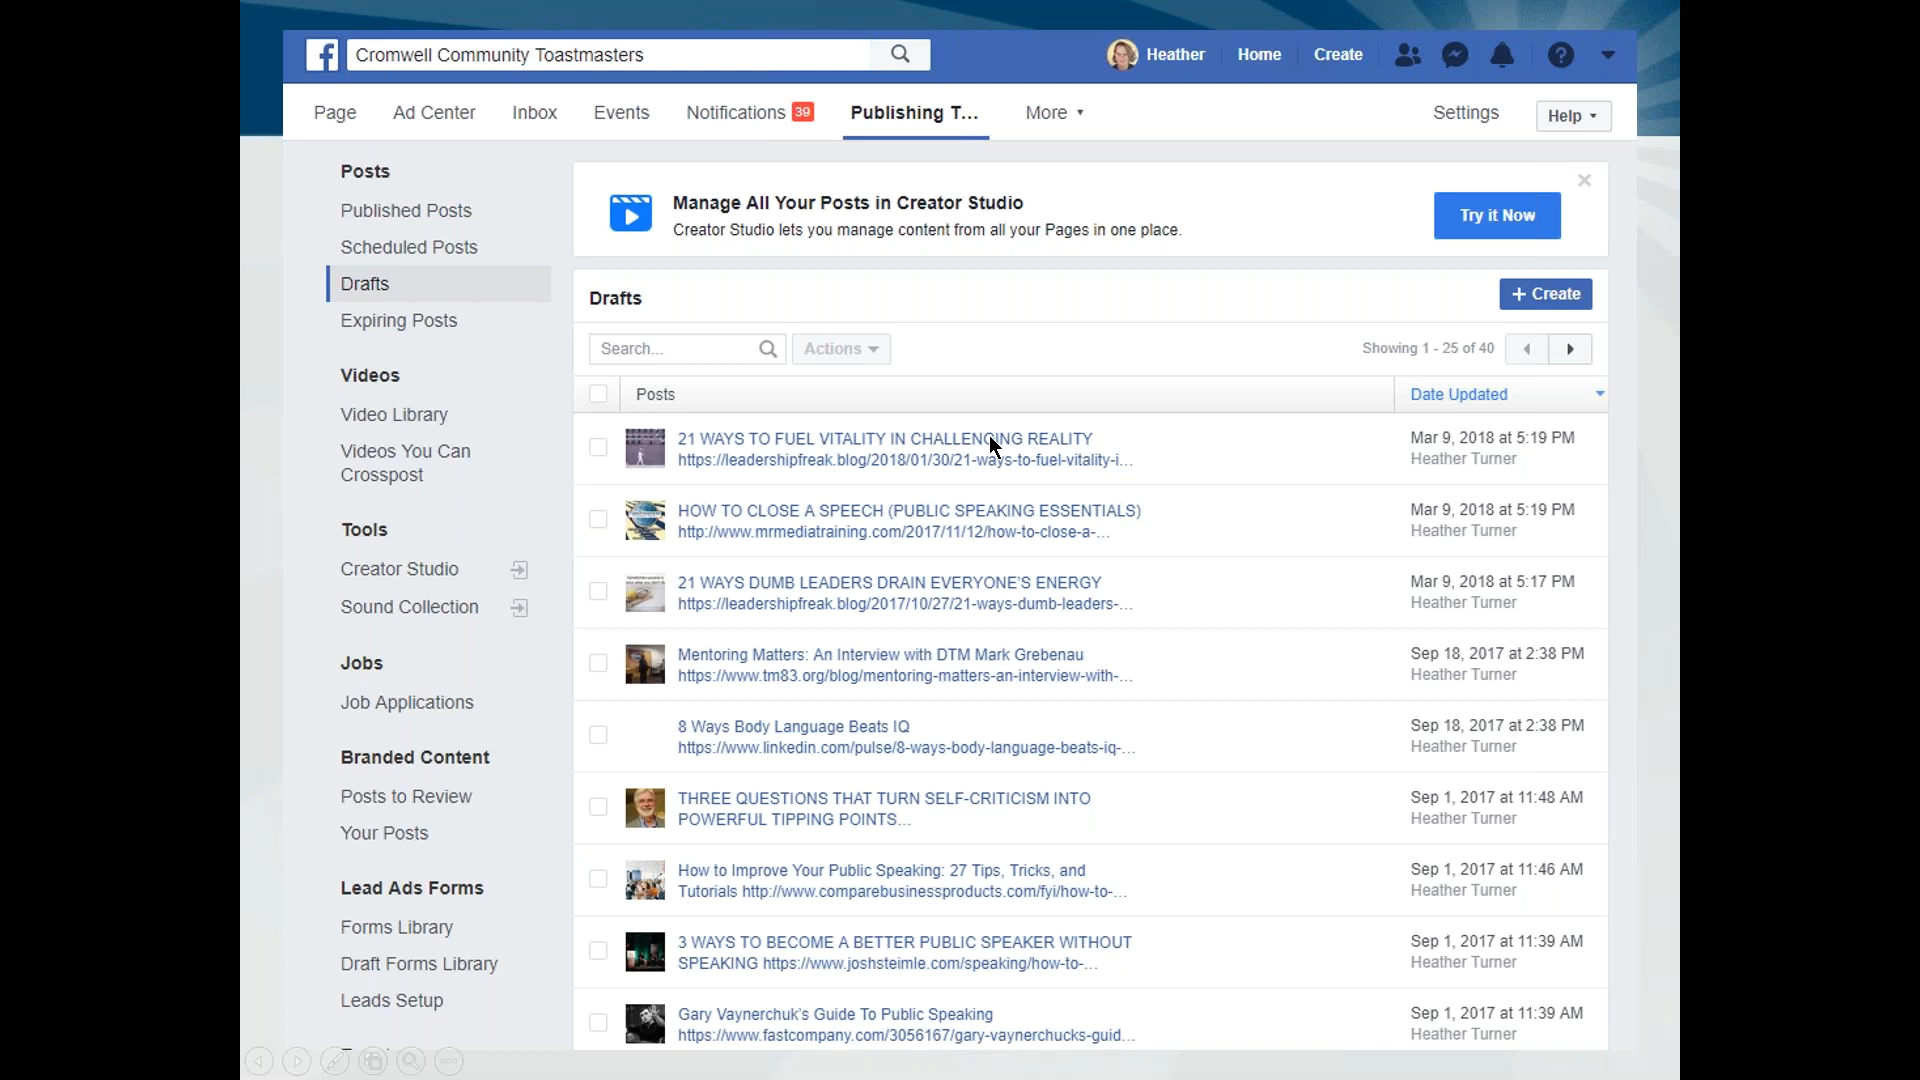 Cromwell Community Toastmasters
Heather
Home
Create
Page
Ad Center
Inbox
Events
Notifications 39
Publishing T...
More
Settings
Help
Posts
Published Posts
Scheduled Posts
Drafts
Expiring Posts
Videos
Video Library
Videos You Can
Crosspost
Tools
Creator Studio
Sound Collection
Jobs
Job Applications
Branded Content
Posts to Review
Your Posts
Lead Ads Forms
Forms Library
Draft Forms Library
Leads Setup
Manage All Your Posts in Creator Studio
Creator Studio lets you manage content from all your Pages in one place.
Try it Now
Drafts
+ Create
Search...
Actions
Showing 1 - 25 of 40
Posts
Date Updated
21 WAYS TO FUEL VITALITY IN CHALLENGING REALITY
https://leadershipfreak.blog/2018/01/30/21-ways-to-fuel-vitality-i...
Mar 9, 2018 at 5:19 PM
Heather Turner
HOW TO CLOSE A SPEECH (PUBLIC SPEAKING ESSENTIALS)
http://www.mrmediatraining.com/2017/11/12/how-to-close-a-...
Mar 9, 2018 at 5:19 PM
Heather Turner
21 WAYS DUMB LEADERS DRAIN EVERYONE'S ENERGY
https://leadershipfreak.blog/2017/10/27/21-ways-dumb-leaders-...
Mar 9, 2018 at 5:17 PM
Heather Turner
Mentoring Matters: An Interview with DTM Mark Grebenau
https://www.tm83.org/blog/mentoring-matters-an-interview-with-...
Sep 18, 2017 at 2:38 PM
Heather Turner
8 Ways Body Language Beats IQ
https://www.linkedin.com/pulse/8-ways-body-language-beats-iq-...
Sep 18, 2017 at 2:38 PM
Heather Turner
THREE QUESTIONS THAT TURN SELF-CRITICISM INTO
POWERFUL TIPPING POINTS...
Sep 1, 2017 at 11:48 AM
Heather Turner
How to Improve Your Public Speaking: 27 Tips, Tricks, and
Tutorials http://www.comparebusinessproducts.com/fyi/how-to-...
Sep 1, 2017 at 11:46 AM
Heather Turner
3 WAYS TO BECOME A BETTER PUBLIC SPEAKER WITHOUT
SPEAKING https://www.joshsteimle.com/speaking/how-to-...
Sep 1, 2017 at 11:39 AM
Heather Turner
Gary Vaynerchuk's Guide To Public Speaking
https://www.fastcompany.com/3056167/gary-vaynerchucks-guid...
Sep 1, 2017 at 11:39 AM
Heather Turner